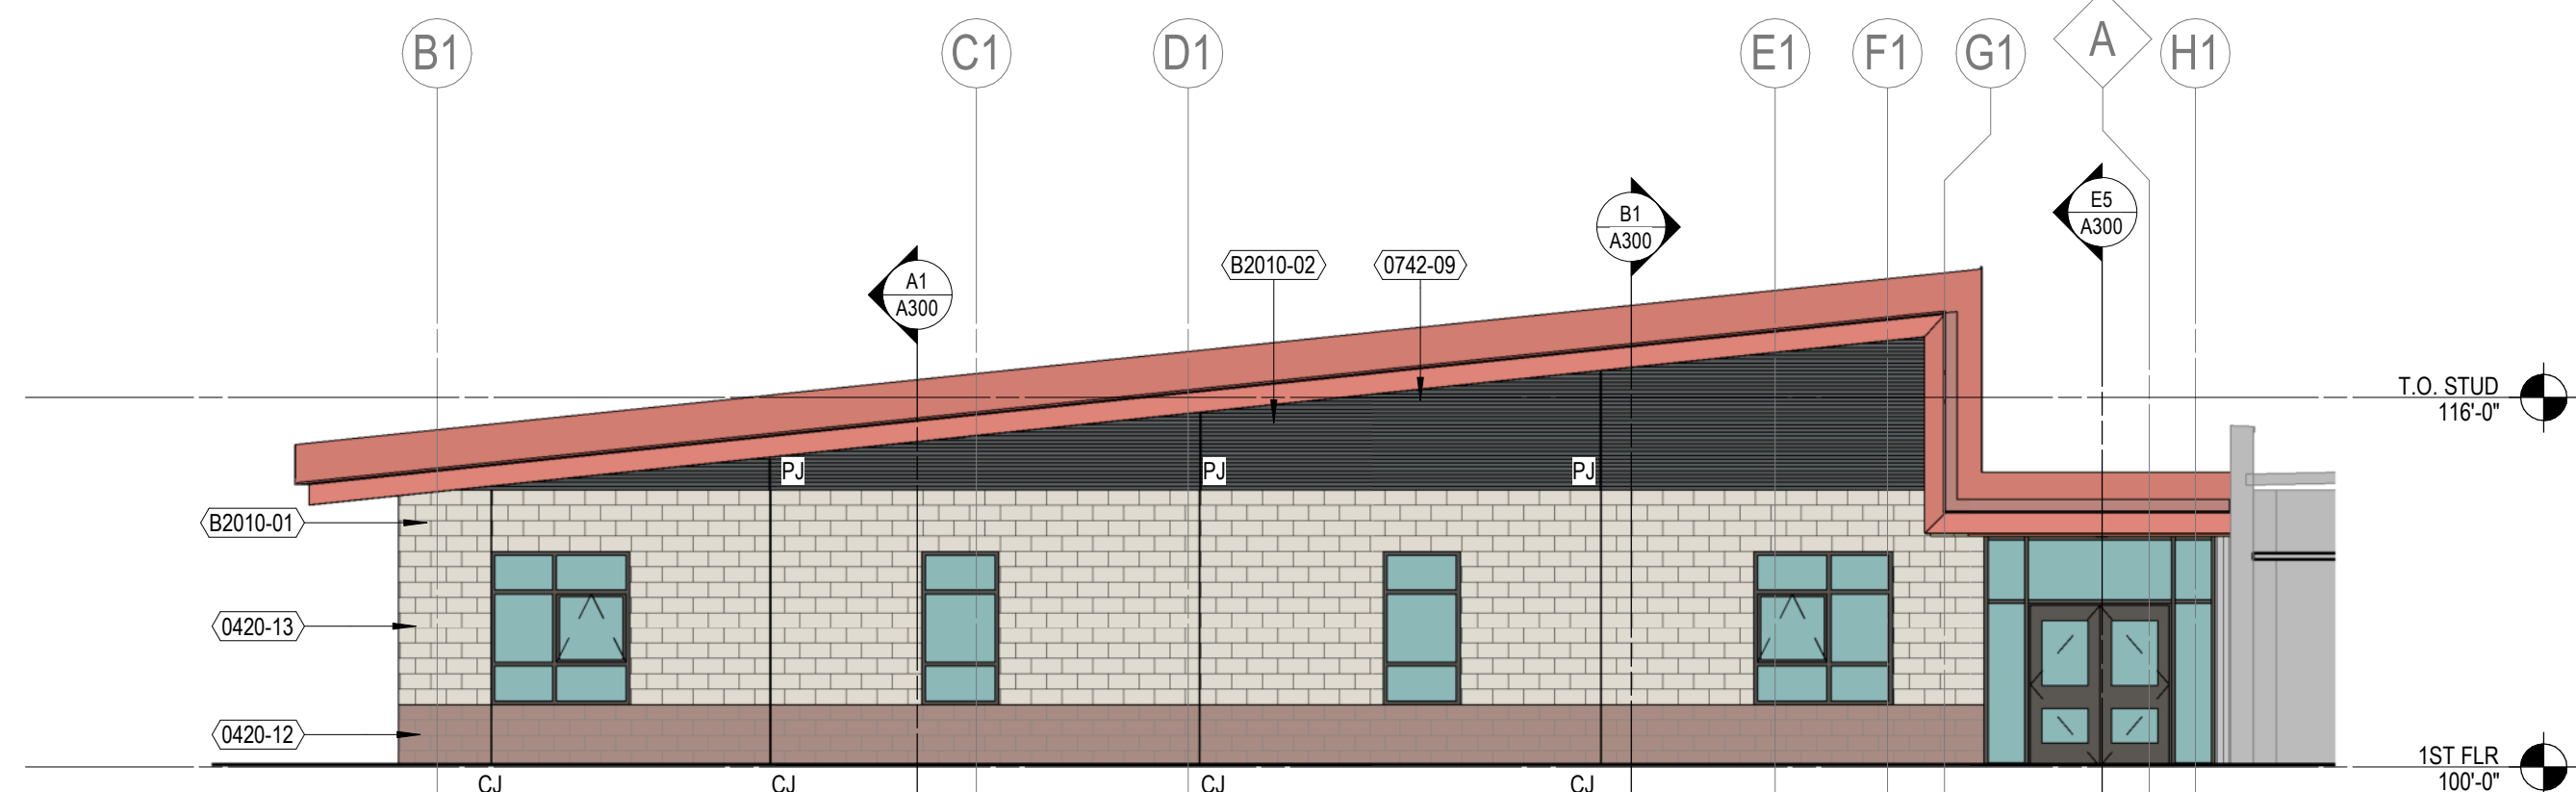 B1
C1
D1
E1
F1
G1
A
H1
E5
A300
B1
A300
B2010-02
0742-09
A1
A300
T.O. STUD
116'-0"
PJ
PJ
PJ
B2010-01
0420-13
0420-12
1ST FLR
100'-0"
CJ
CJ
CJ
CJ